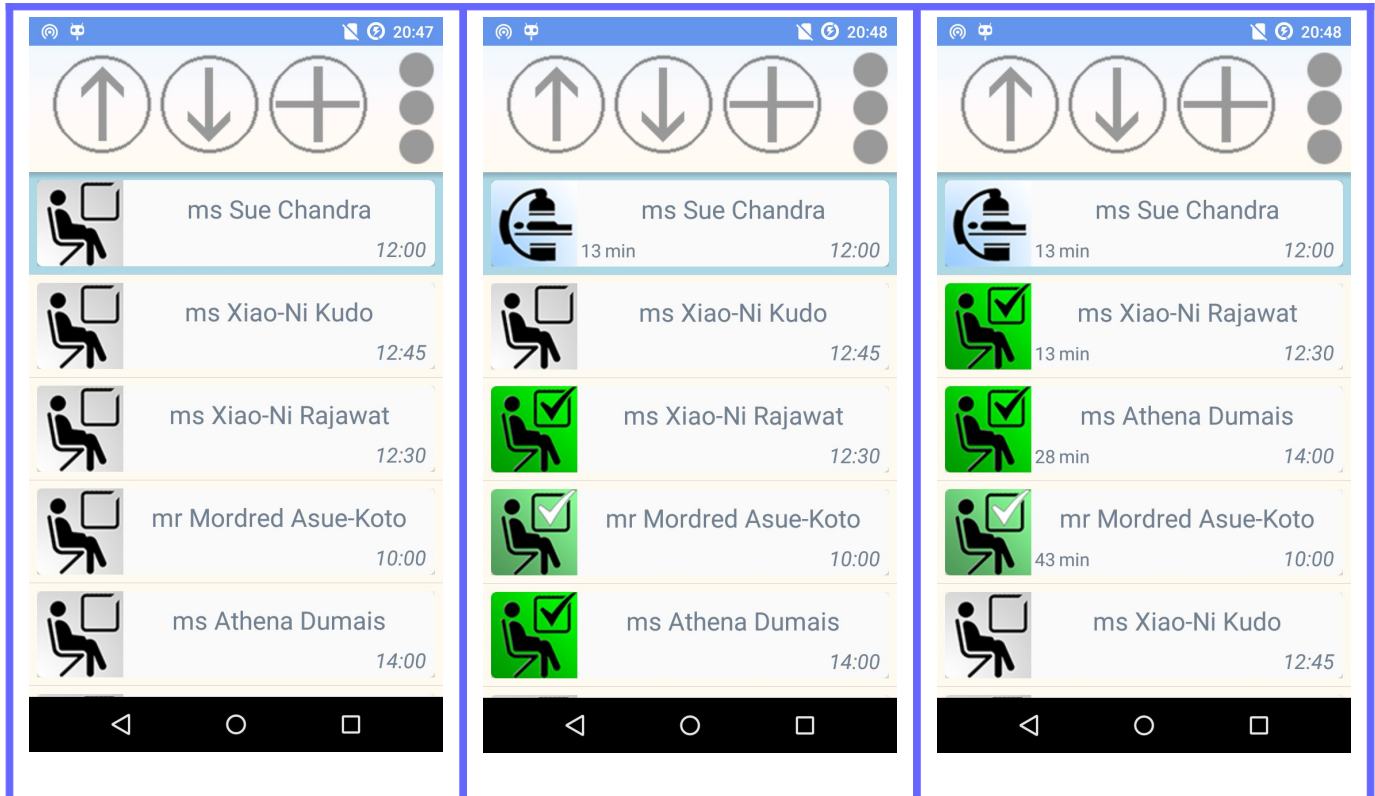 20:47
ms Sue Chandra
12:00
ms Xiao-Ni Kudo
12:45
ms Xiao-Ni Rajawat
12:30
mr Mordred Asue-Koto
10:00
ms Athena Dumais
14:00
20:48
ms Sue Chandra
13 min 12:00
ms Xiao-Ni Kudo
12:45
ms Xiao-Ni Rajawat
12:30
mr Mordred Asue-Koto
10:00
ms Athena Dumais
14:00
20:48
ms Sue Chandra
13 min 12:00
ms Xiao-Ni Rajawat
13 min 12:30
ms Athena Dumais
28 min 14:00
mr Mordred Asue-Koto
43 min 10:00
ms Xiao-Ni Kudo
12:45